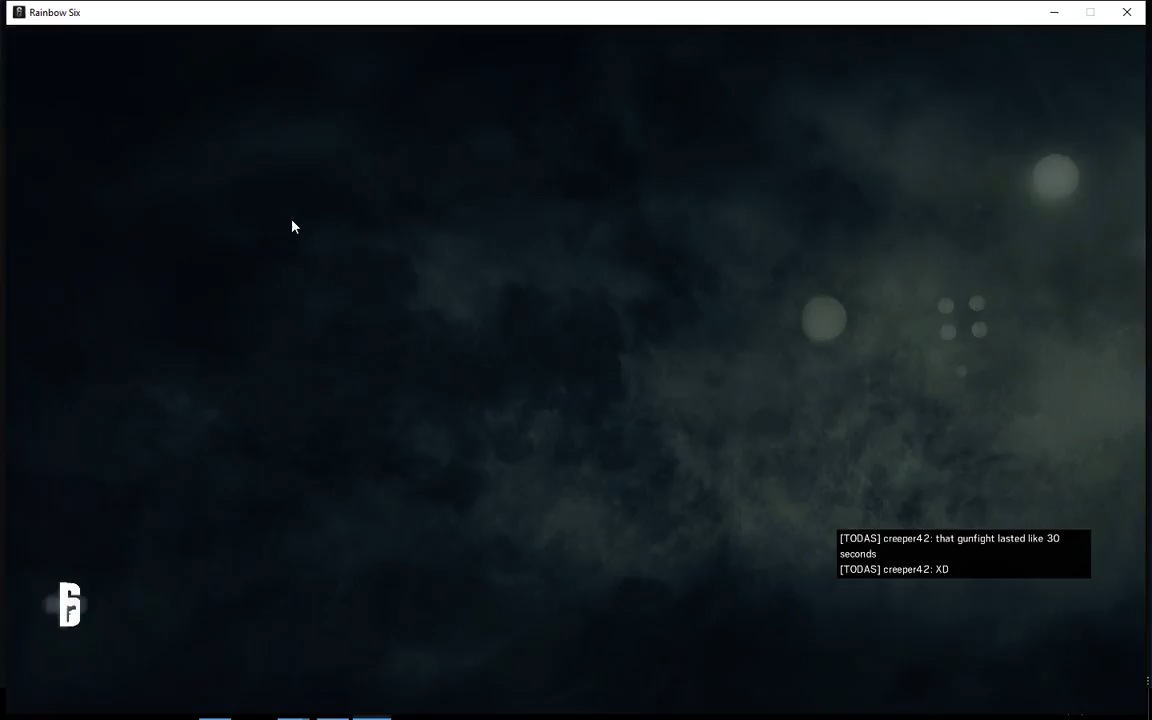 Rainbow Six
[TODAS] creeper42: that gunfight lasted like 30
seconds
[TODAS] creeper42: XD